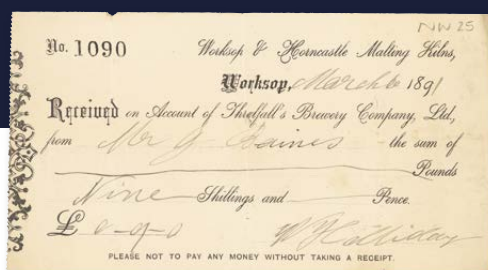 NW 25
No. 1090 Worksop & Horncastle Malting Kilns,
Worksop, March 6 1891
Received on Account of Threlfall's Brewery Company, Ltd,
from Mr G Baines the sum of
Pounds
Nine Shillings and Pence.
£ 0-9-0 W Halliday
PLEASE NOT TO PAY ANY MONEY WITHOUT TAKING A RECEIPT.